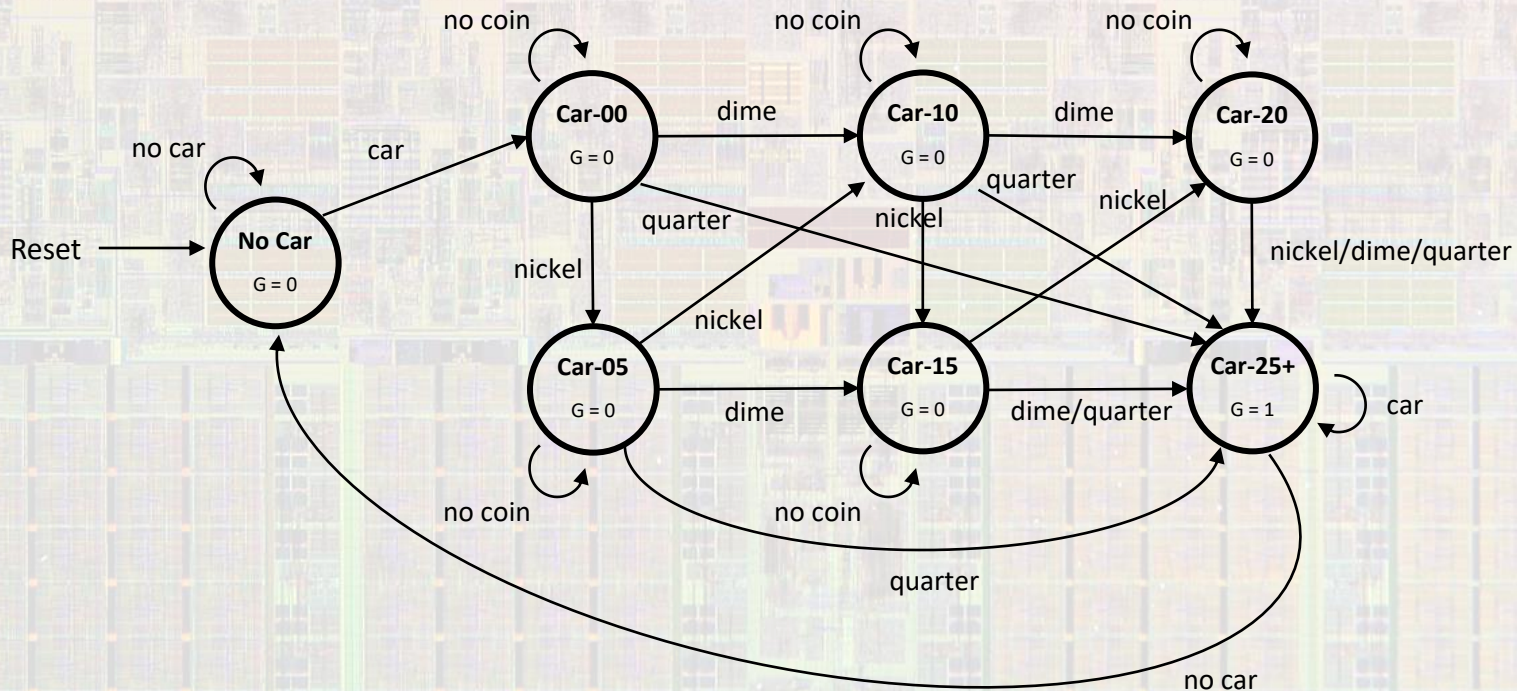 no coin
no coin
no coin
Car-00
G = 0
dime
Car-10
G = 0
dime
Car-20
G = 0
no car
car
quarter
nickel
nickel
quarter
Reset
No Car
G = 0
nickel
nickel/dime/quarter
nickel
Car-05
G = 0
dime
Car-15
G = 0
dime/quarter
Car-25+
G = 1
car
no coin
no coin
quarter
no car